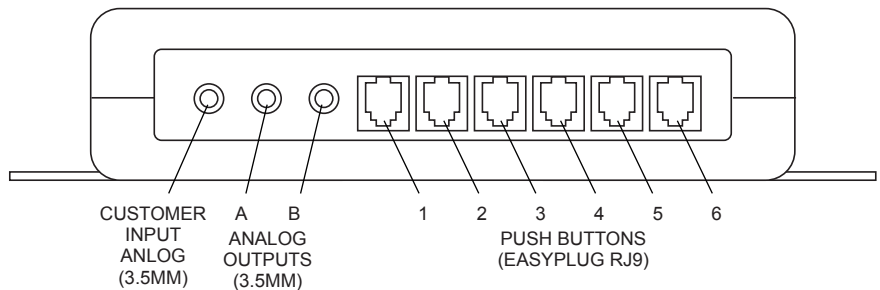 CUSTOMER
INPUT
ANLOG
(3.5MM)
A B
ANALOG
OUTPUTS
(3.5MM)
1 2 3 4 5 6
PUSH BUTTONS
(EASYPLUG RJ9)